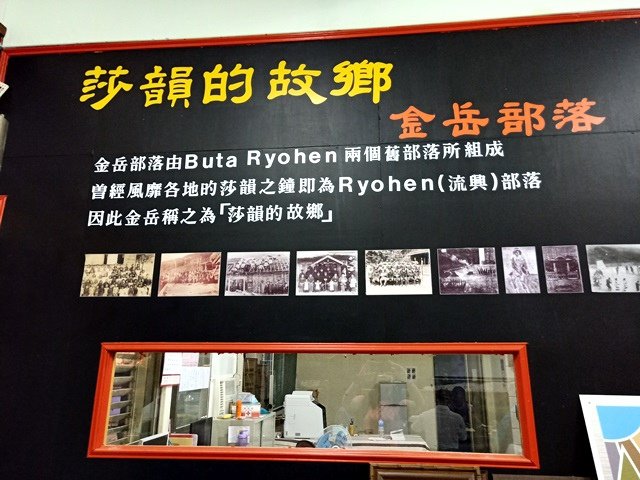 莎韻的故鄉
金岳部落
金岳部落由Buta Ryohen兩個舊部落所組成
曾經風靡各地的莎韻之鐘即為Ryohen(流興)部落
因此金岳稱之為「莎韻的故鄉」